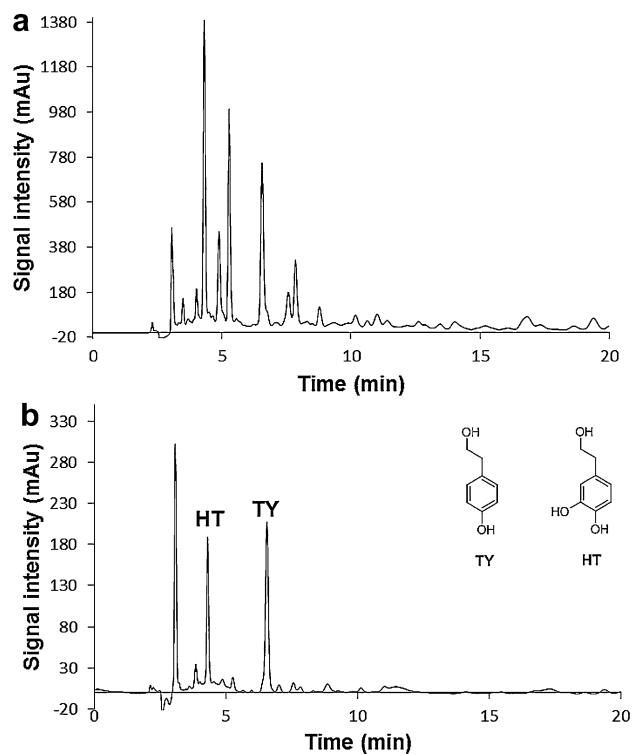 a
Signal intensity (mAu)
1380
1180
980
780
580
380
180
-20
0 5 10 15 20
Time (min)
b
Signal intensity (mAu)
330
280
230
180
130
80
30
-20
HT TY
OH OH
HO
OH OH
TY HT
0 5 10 15 20
Time (min)